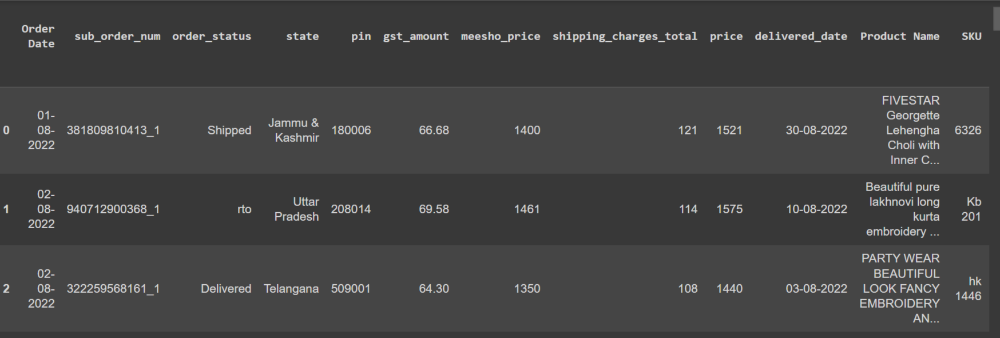 Order Date sub_order_num order_status state pin gst_amount meesho_price shipping_charges_total price delivered_date Product Name SKU
0 01-08-2022 381809810413_1 Shipped Jammu & Kashmir 180006 66.68 1400 121 1521 30-08-2022 FIVESTAR Georgette Lehengha Choli with Inner C... 6326
1 02-08-2022 940712900368_1 rto Uttar Pradesh 208014 69.58 1461 114 1575 10-08-2022 Beautiful pure lakhnovi long kurta embroidery ... Kb 201
2 02-08-2022 322259568161_1 Delivered Telangana 509001 64.30 1350 108 1440 03-08-2022 PARTY WEAR BEAUTIFUL LOOK FANCY EMBROIDERY AN... hk 1446